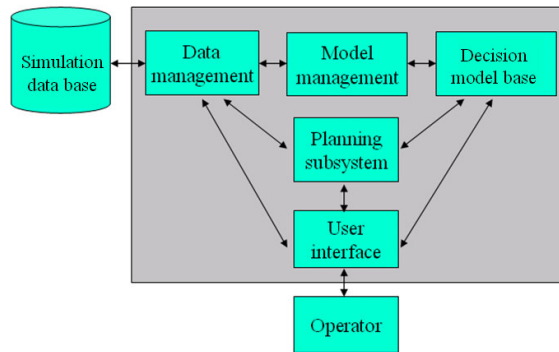 Simulation
data base
Data
management
Model
management
Decision
model base
Planning
subsystem
User
interface
Operator